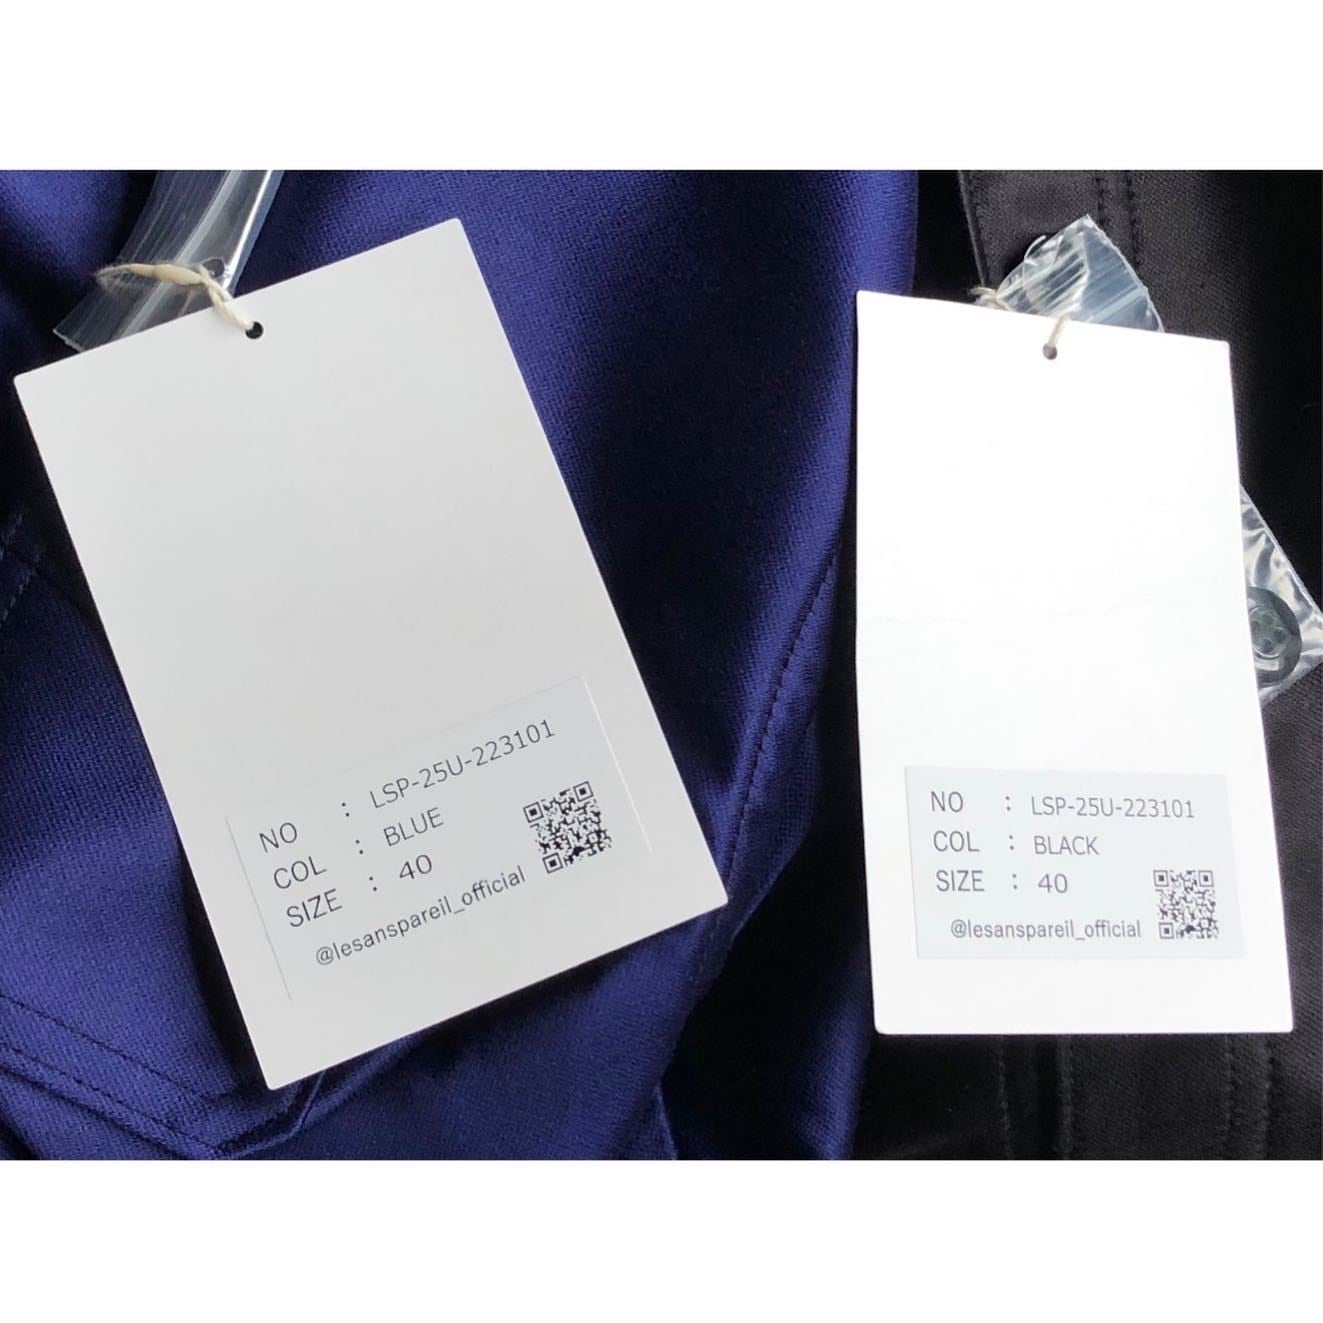 NO : LSP-25U-223101
COL : BLUE
SIZE : 40
@lesanspareil_official
NO : LSP-25U-223101
COL : BLACK
SIZE : 40
@lesanspareil_official